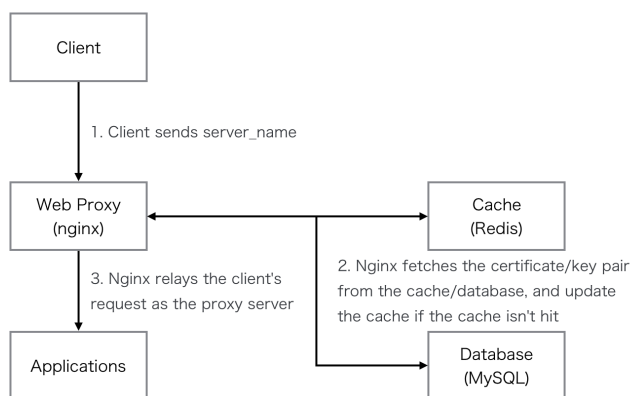 Client
1. Client sends server_name
Web Proxy
(nginx)
Cache
(Redis)
2. Nginx fetches the certificate/key pair
from the cache/database, and update
the cache if the cache isn't hit
3. Nginx relays the client's
request as the proxy server
Applications
Database
(MySQL)